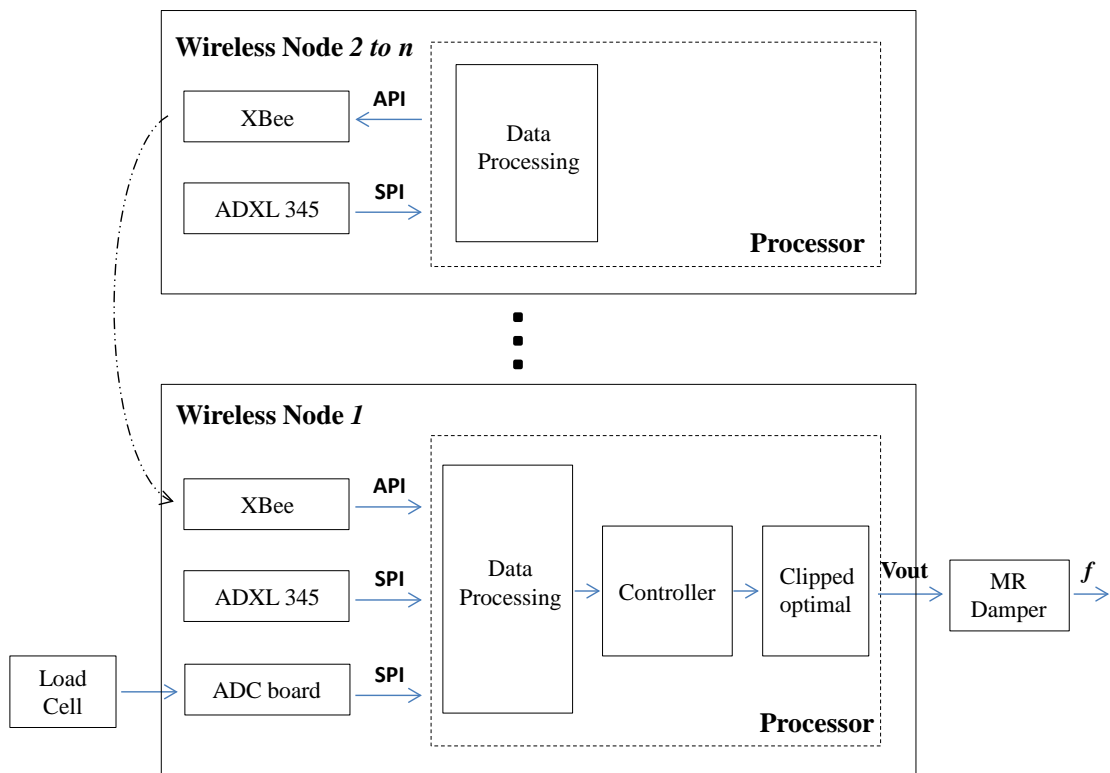 Wireless Node 2 to n
XBee
API
ADXL 345
SPI
Data
Processing
Processor
Wireless Node 1
XBee
API
ADXL 345
SPI
Load
Cell
ADC board
SPI
Data
Processing
Controller
Clipped
optimal
Processor
Vout
MR
Damper
f